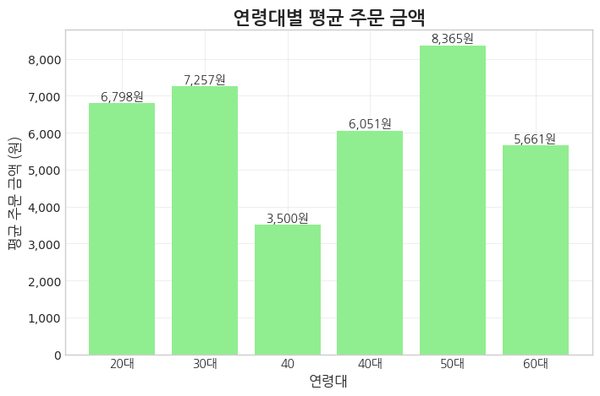 연령대별 평균 주문 금액
평균 주문 금액 (원)
8,000
7,000
6,000
5,000
4,000
3,000
2,000
1,000
0
6,798원
7,257원
3,500원
6,051원
8,365원
5,661원
20대
30대
40
40대
50대
60대
연령대